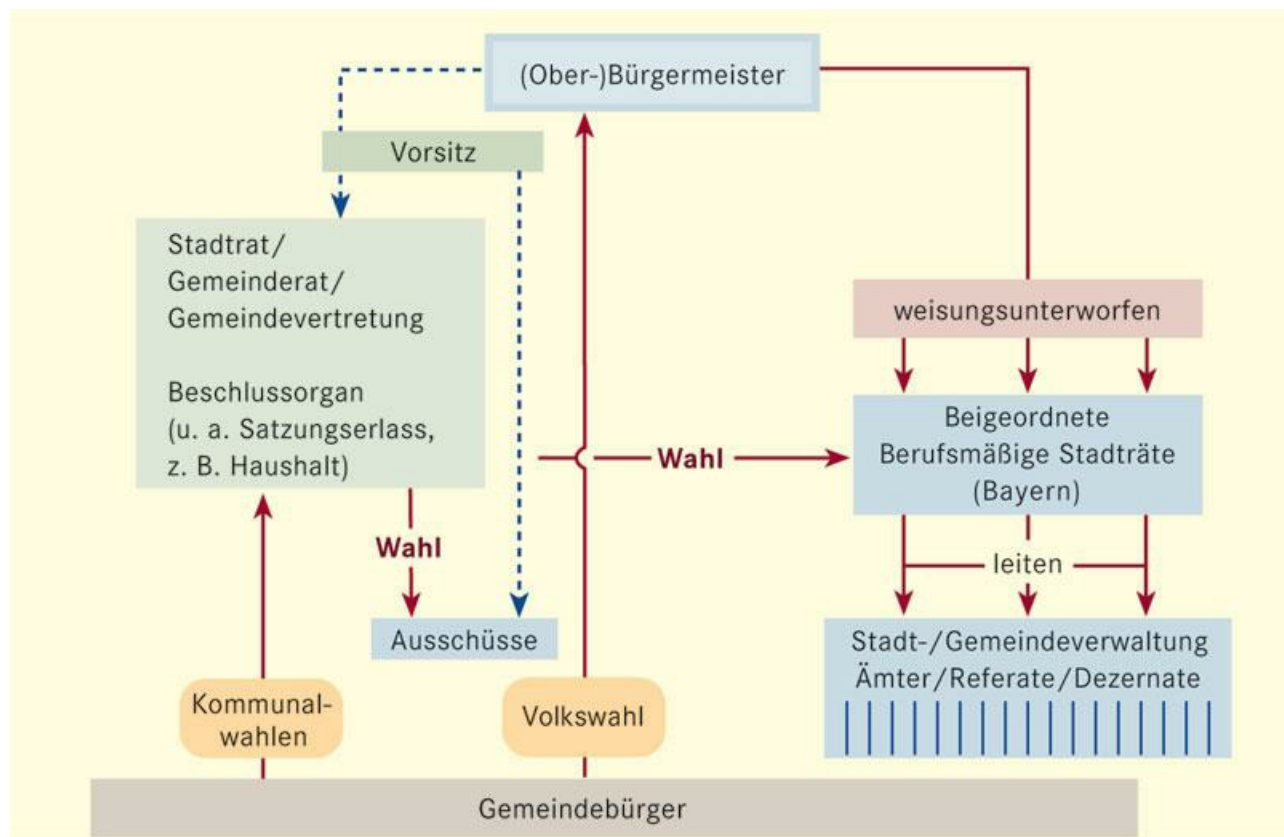 (Ober-)Bürgermeister
Vorsitz
Stadtrat/
Gemeinderat/
Gemeindevertretung
Beschlussorgan
(u. a. Satzungserlass,
z. B. Haushalt)
weisungsunterworfen
Beigeordnete
Berufsmäßige Stadträte
(Bayern)
Wahl
Wahl
leiten
Ausschüsse
Stadt-/Gemeindeverwaltung
Ämter/Referate/Dezernate
Kommunal-
wahlen
Volkswahl
Gemeindebürger